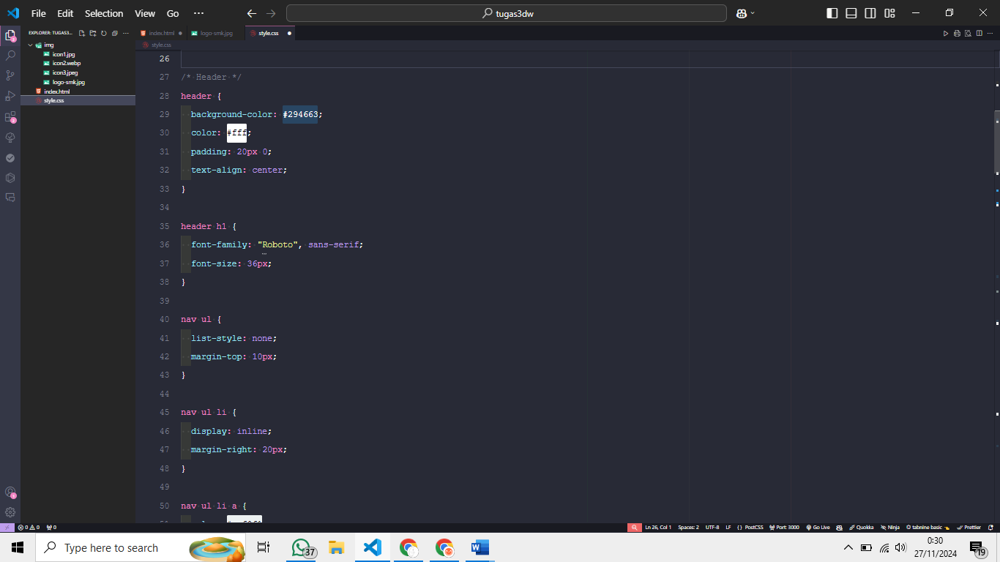 File Edit Selection View Go ··· tugas3dw
EXPLORER: TUGAS3...
index.html
logo-smk.jpg
style.css
img
icon1.jpg
icon2.webp
icon3.jpeg
logo-smk.jpg
index.html
style.css
style.css
26
27 /* Header */
28 header {
29 background-color: #294663;
30 color: #fff;
31 padding: 20px 0;
32 text-align: center;
33 }
34
35 header h1 {
36 font-family: "Roboto", sans-serif;
37 font-size: 36px;
38 }
39
40 nav ul {
41 list-style: none;
42 margin-top: 10px;
43 }
44
45 nav ul li {
46 display: inline;
47 margin-right: 20px;
48 }
49
50 nav ul li a {
0 0 0
Ln 26, Col 1 Spaces: 2 UTF-8 LF {} PostCSS Port: 3000 Go Live Quokka Ninja tabnine basic Prettier
Type here to search
37
0:30
27/11/2024
19